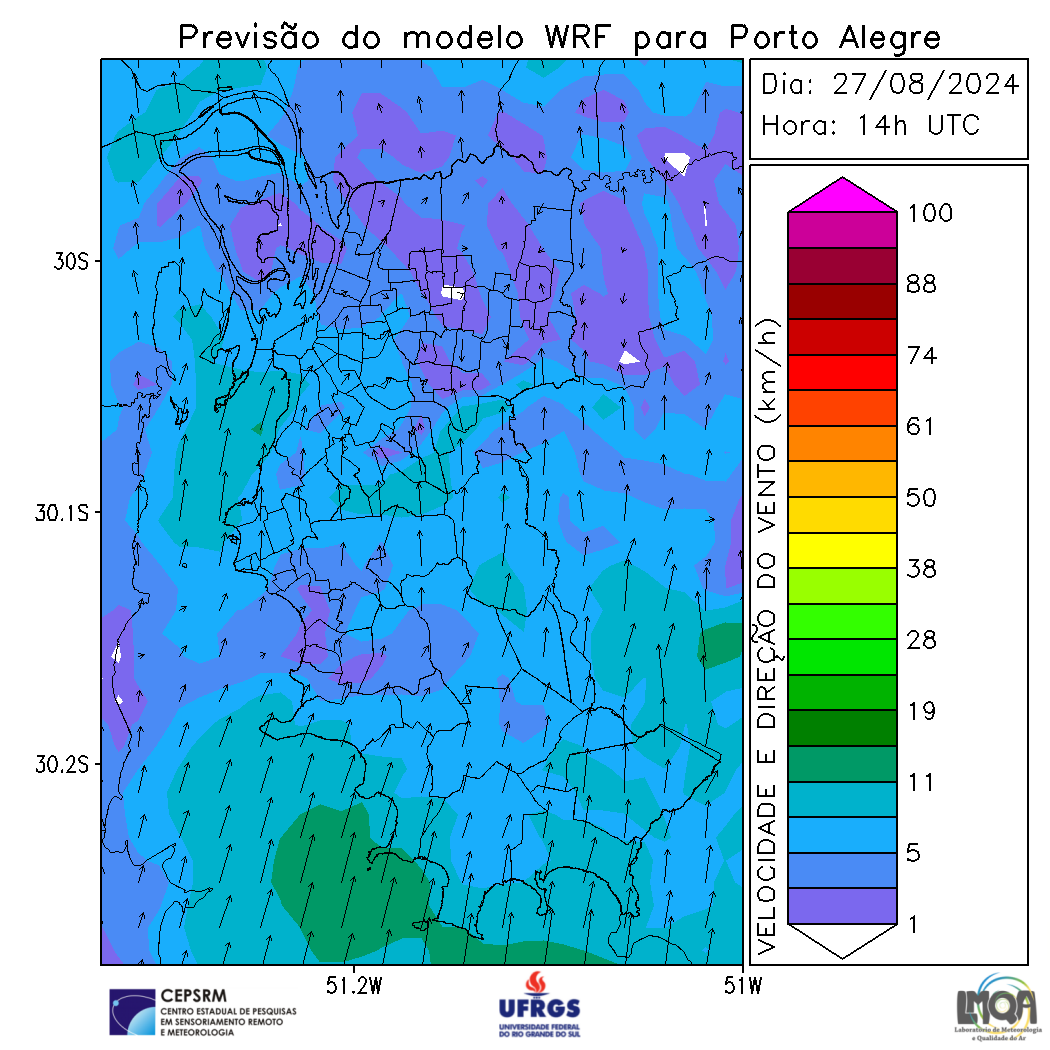 Previsão do modelo WRF para Porto Alegre
Dia: 27/08/2024
Hora: 14h UTC
30S
30.1S
30.2S
51.2W
51W
VELOCIDADE E DIREÇÃO DO VENTO (km/h)
100
88
74
61
50
38
28
19
11
5
1
CEPSRM
CENTRO ESTADUAL DE PESQUISAS
EM SENSORIAMENTO REMOTO
E METEOROLOGIA
UFRGS
UNIVERSIDADE FEDERAL
DO RIO GRANDE DO SUL
LMQA
Laboratório de Meteorologia
e Qualidade do Ar